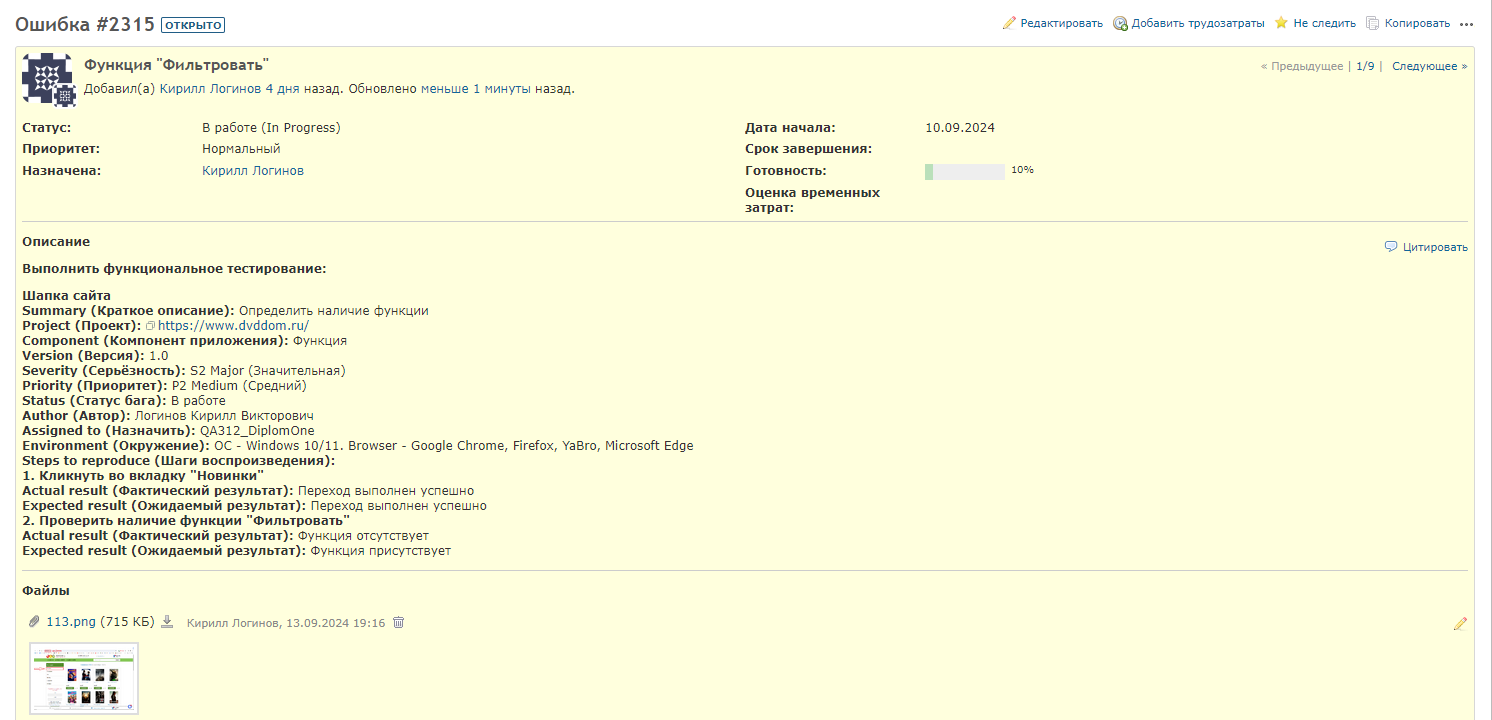 Ошибка #2315 ОТКРЫТО
Редактировать Добавить трудозатраты Не следить Копировать
Функция "Фильтровать"
« Предыдущее | 1/9 | Следующее »
Добавил(а) Кирилл Логинов 4 дня назад. Обновлено меньше 1 минуты назад.
Статус: В работе (In Progress) Дата начала: 10.09.2024
Приоритет: Нормальный Срок завершения:
Назначена: Кирилл Логинов Готовность: 10%
Оценка временных
затрат:
Описание
Цитировать
Выполнить функциональное тестирование:
Шапка сайта
Summary (Краткое описание): Определить наличие функции
Project (Проект): https://www.dvddom.ru/
Component (Компонент приложения): Функция
Version (Версия): 1.0
Severity (Серьёзность): S2 Major (Значительная)
Priority (Приоритет): P2 Medium (Средний)
Status (Статус бага): В работе
Author (Автор): Логинов Кирилл Викторович
Assigned to (Назначить): QA312_DiplomOne
Environment (Окружение): ОС - Windows 10/11. Browser - Google Chrome, Firefox, YaBro, Microsoft Edge
Steps to reproduce (Шаги воспроизведения):
1. Кликнуть во вкладку "Новинки"
Actual result (Фактический результат): Переход выполнен успешно
Expected result (Ожидаемый результат): Переход выполнен успешно
2. Проверить наличие функции "Фильтровать"
Actual result (Фактический результат): Функция отсутствует
Expected result (Ожидаемый результат): Функция присутствует
Файлы
113.png (715 КБ) Кирилл Логинов, 13.09.2024 19:16